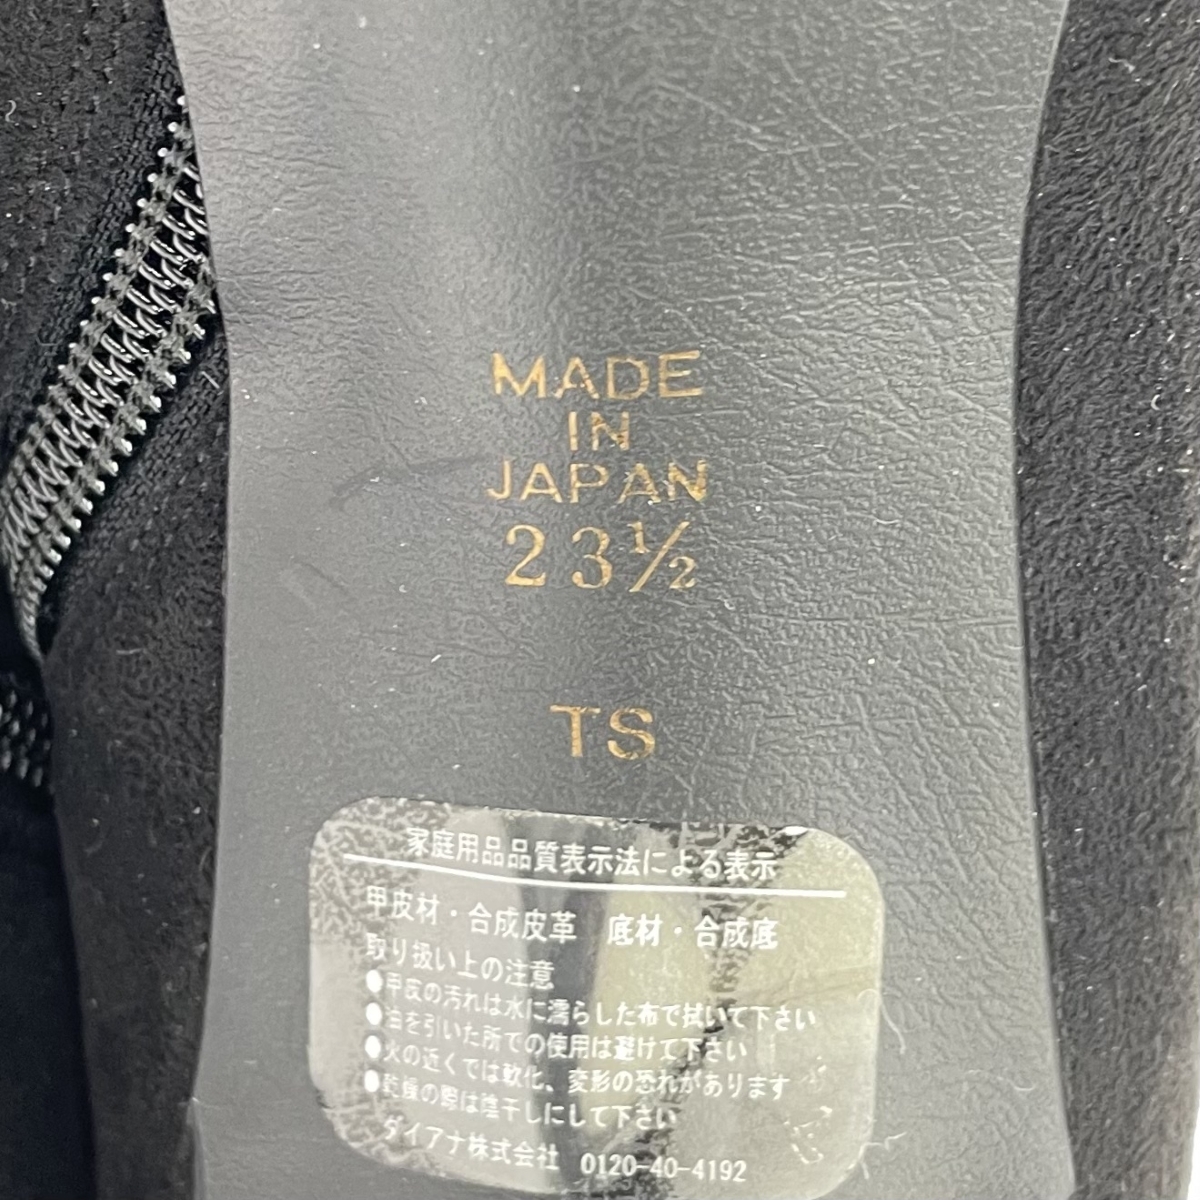 MADE
IN
JAPAN
23½
TS
家庭用品品質表示法による表示
甲皮材・合成皮革　底材・合成底
取り扱い上の注意
●甲皮の汚れは水に濡らした布で拭いて下さい
●油を引いた所での使用は避けて下さい
●火の近くでは軟化、変形の恐れがあります
●乾燥の際は陰干しにして下さい
ダイアナ株式会社　0120-40-4192